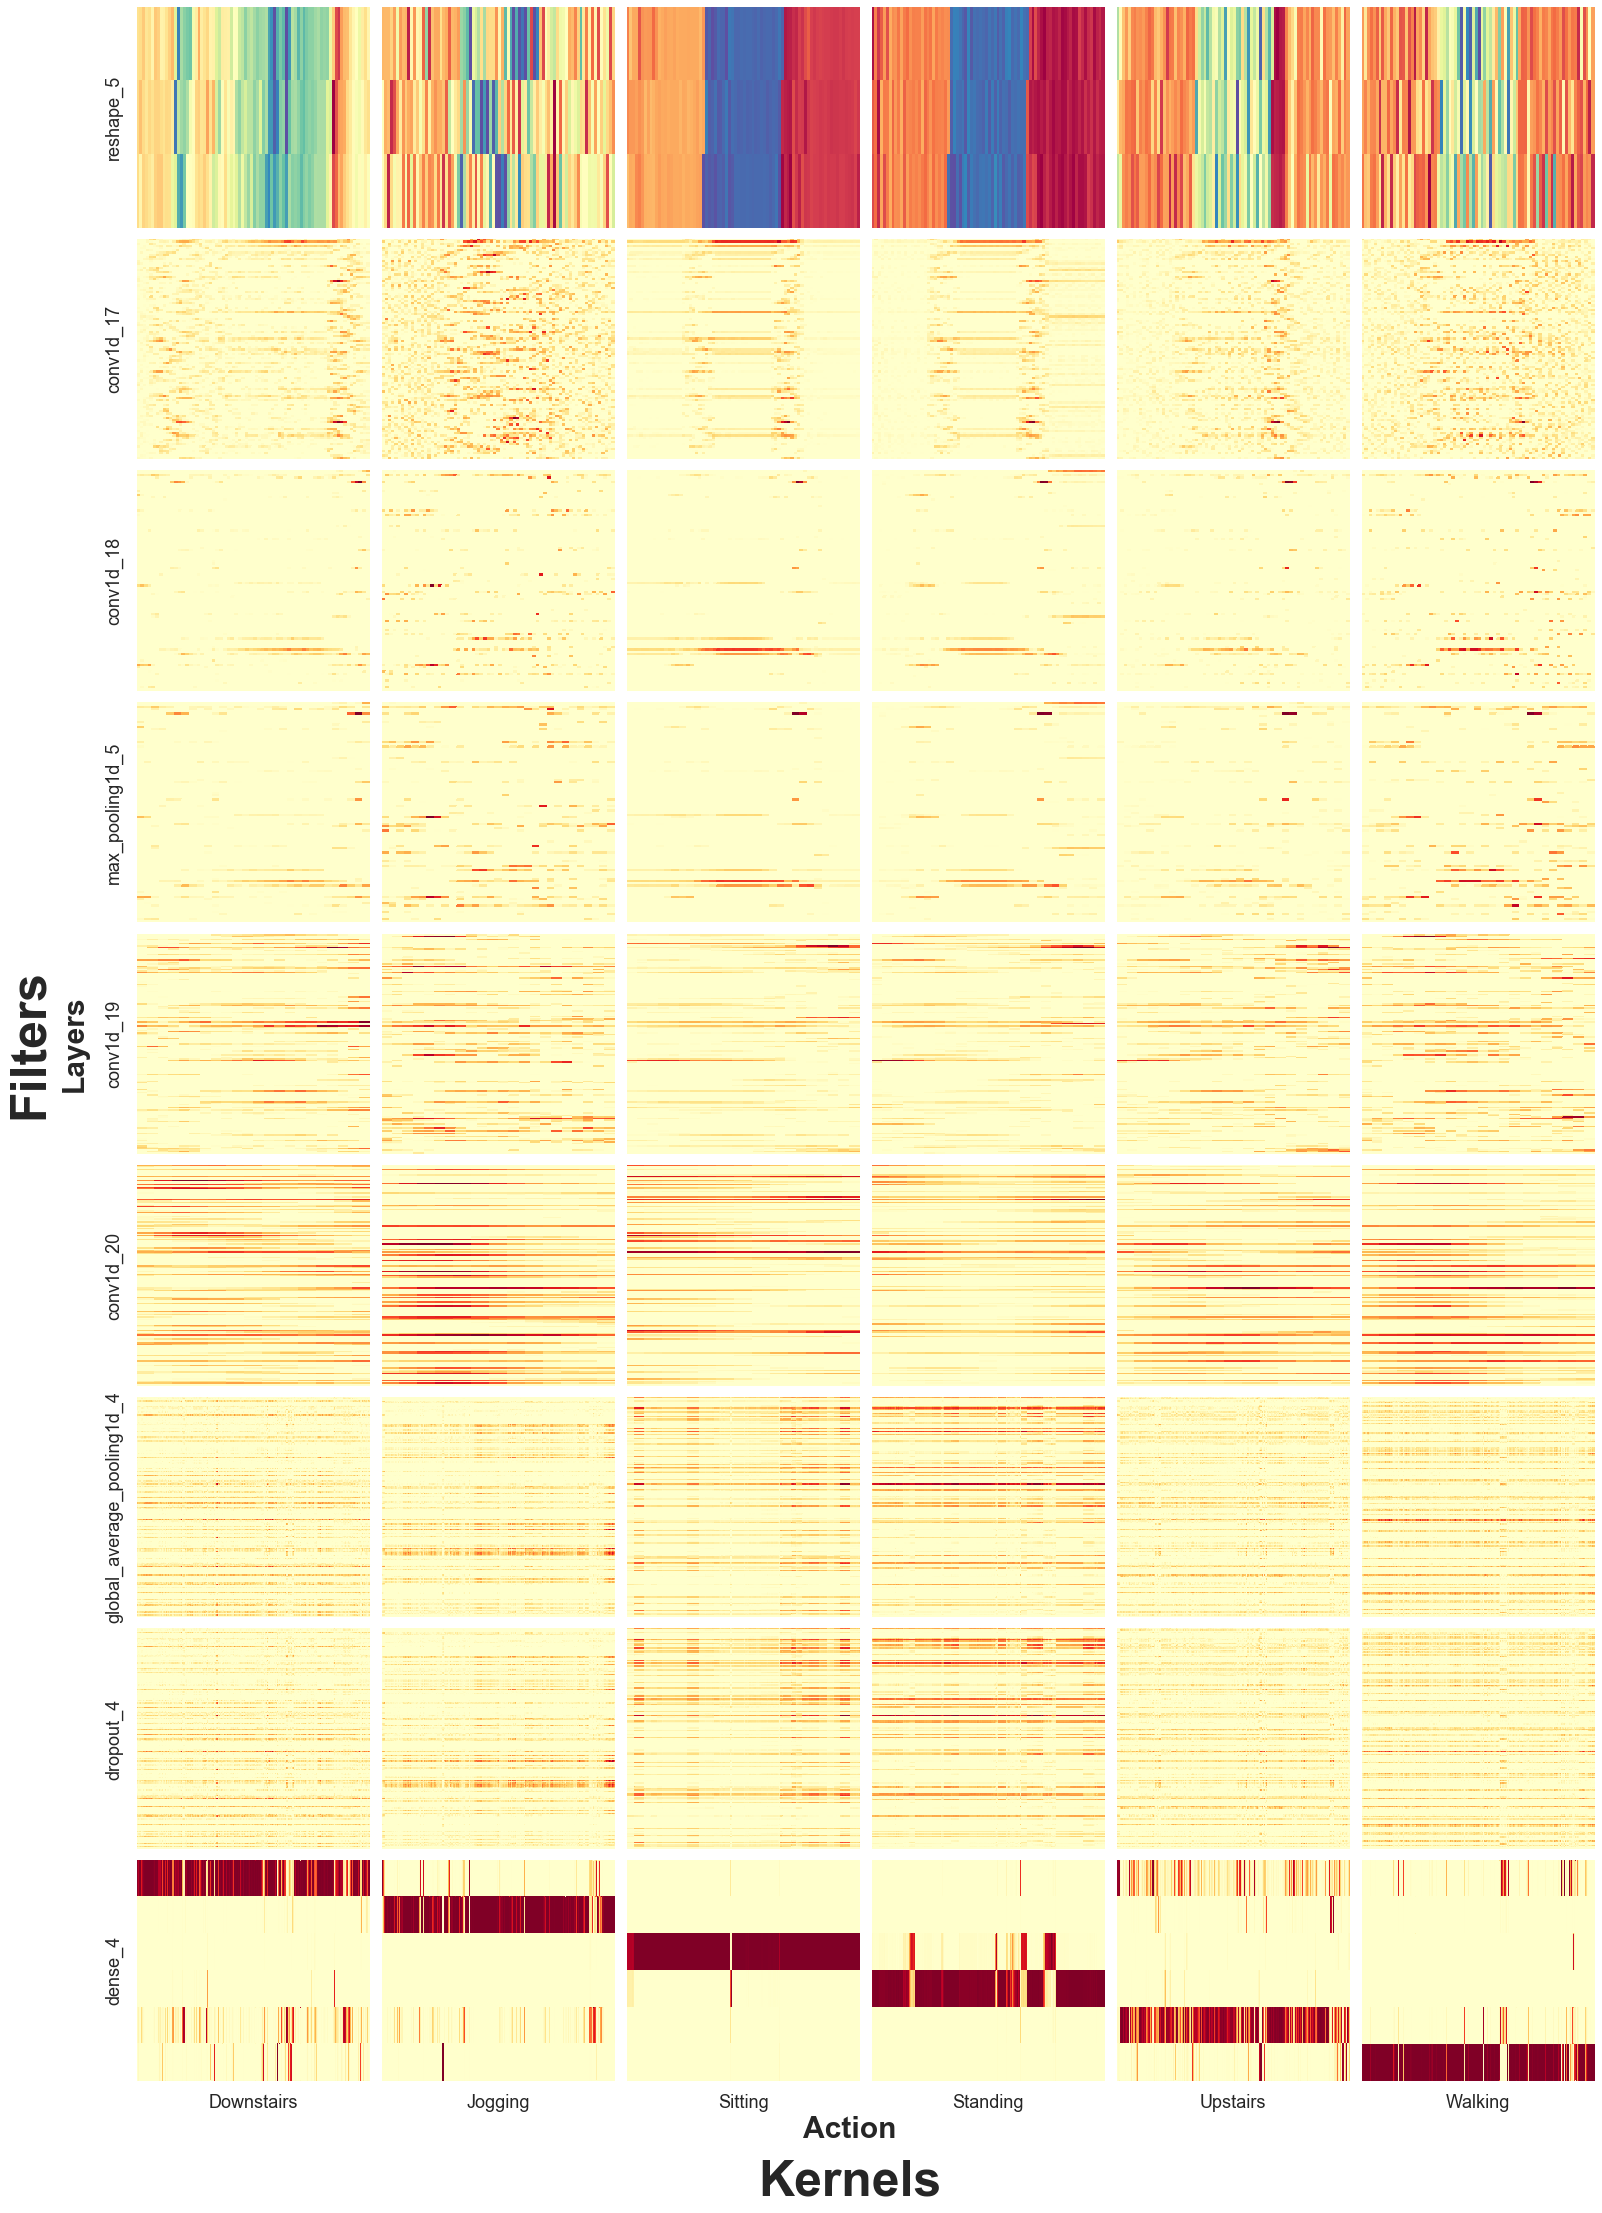 Filters
Layers
reshape_5
conv1d_17
conv1d_18
max_pooling1d_5
conv1d_19
conv1d_20
global_average_pooling1d_4
dropout_4
dense_4
Downstairs
Jogging
Sitting
Standing
Upstairs
Walking
Action
Kernels